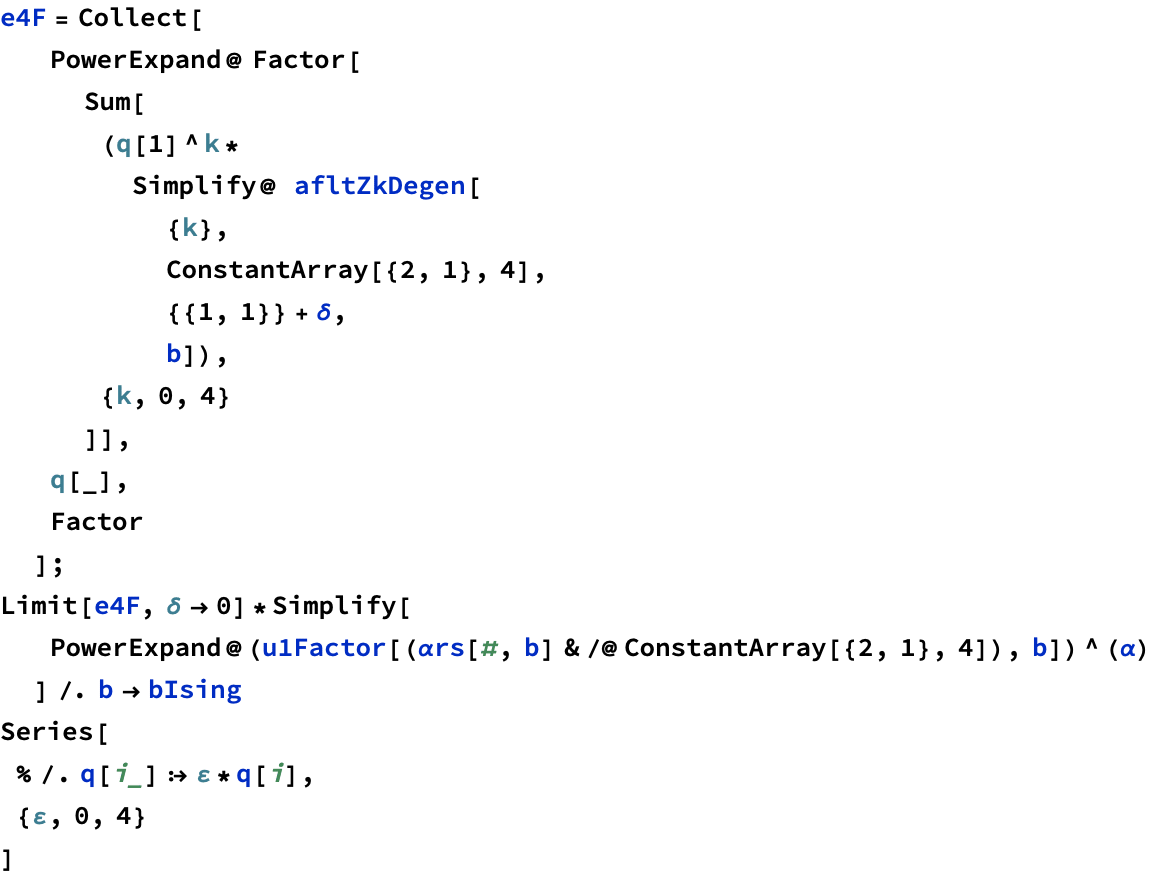 e4F = Collect[
PowerExpand@ Factor[
Sum[
(q[1]^k*
Simplify@ afltZkDegen[
{k},
ConstantArray[{2, 1}, 4],
{{1, 1}} + δ,
b]),
{k, 0, 4}
]],
q[_],
Factor
];
Limit[e4F, δ → 0] * Simplify[
PowerExpand@ (u1Factor[(αrs[#, b] & /@ ConstantArray[{2, 1}, 4]), b])^(α)
] /. b → bIsing
Series[
% /. q[i_] :→ ε*q[i],
{ε, 0, 4}
]